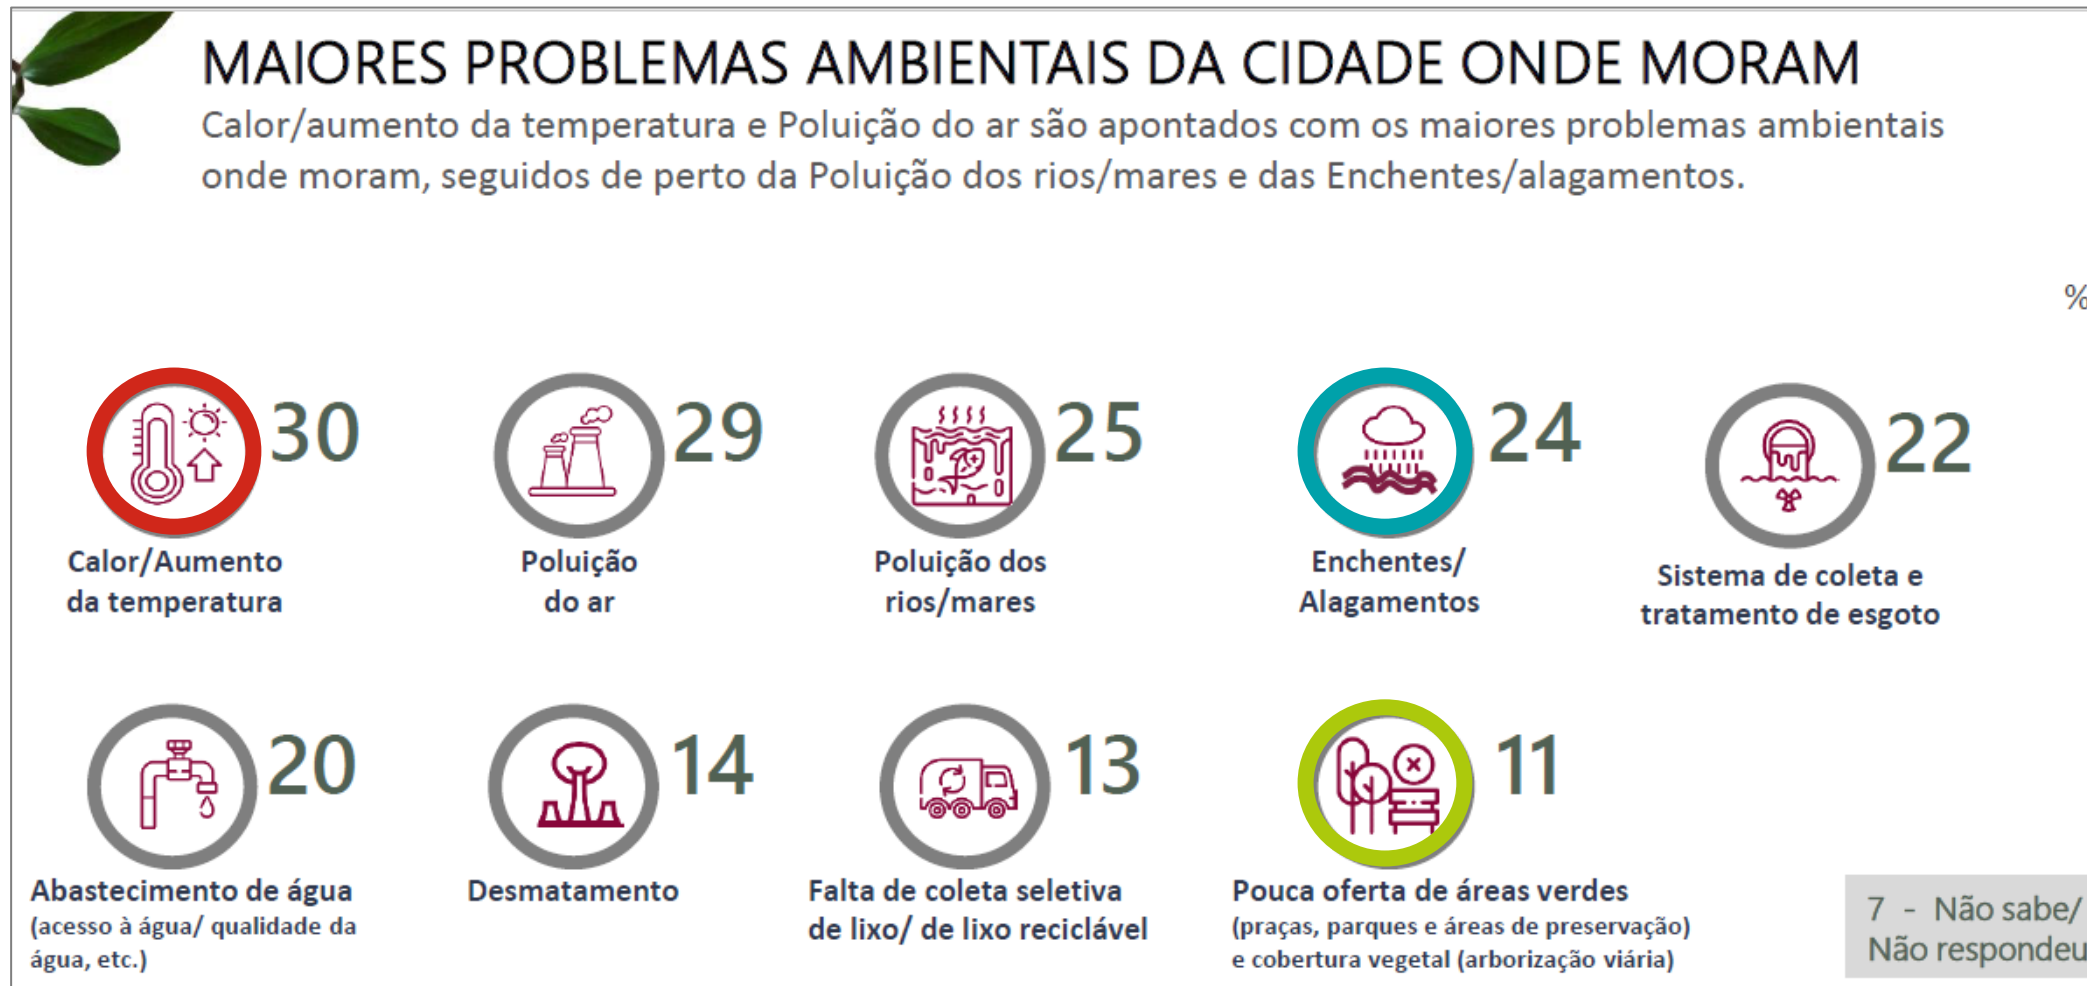 MAIORES PROBLEMAS AMBIENTAIS DA CIDADE ONDE MORAM
Calor/aumento da temperatura e Poluição do ar são apontados com os maiores problemas ambientais
onde moram, seguidos de perto da Poluição dos rios/mares e das Enchentes/alagamentos.
%
30
Calor/Aumento
da temperatura
29
Poluição
do ar
25
Poluição dos
rios/mares
24
Enchentes/
Alagamentos
22
Sistema de coleta e
tratamento de esgoto
20
Abastecimento de água
(acesso à água/ qualidade da
água, etc.)
14
Desmatamento
13
Falta de coleta seletiva
de lixo/ de lixo reciclável
11
Pouca oferta de áreas verdes
(praças, parques e áreas de preservação)
e cobertura vegetal (arborização viária)
7 - Não sabe/
Não respondeu